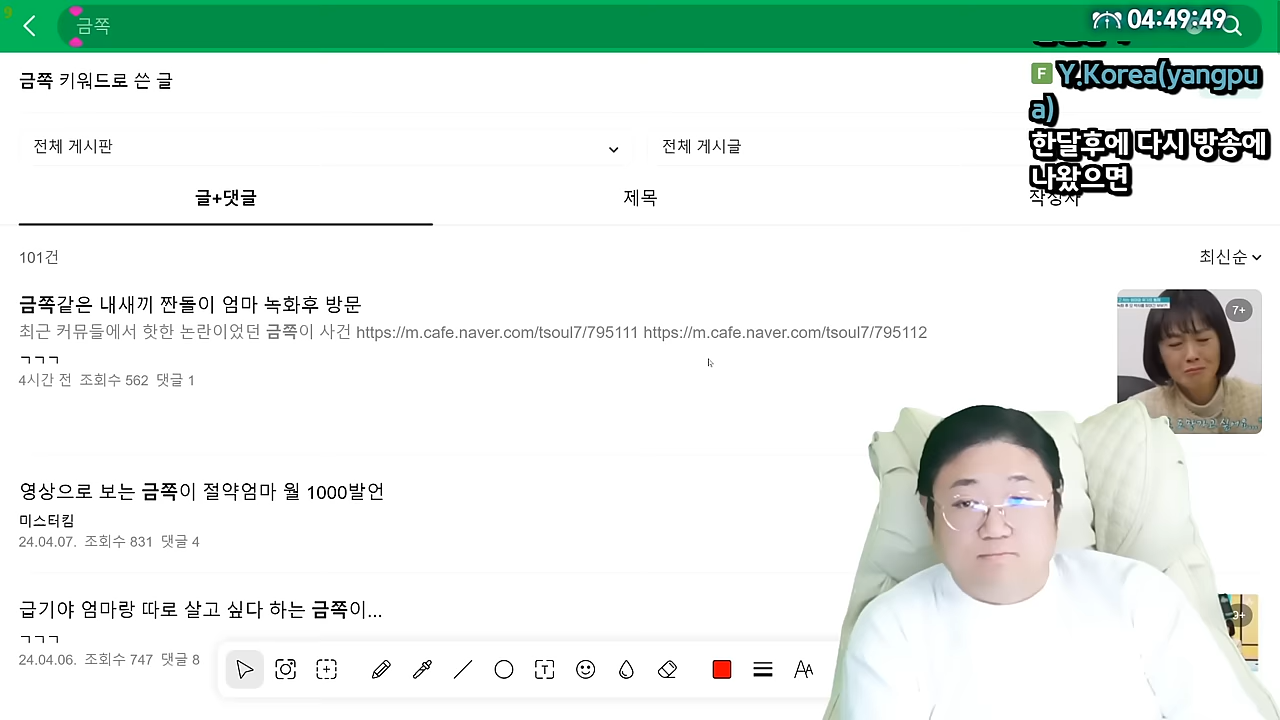 금쪽
04:49:49
금쪽 키워드로 쓴 글
F Y.Korea(yangpu
a)
한달후에 다시 방송에
나왔으면
전체 게시판
전체 게시글
글+댓글
제목
작성자
101건
최신순
금쪽같은 내새끼 짠돌이 엄마 녹화후 방문
최근 커뮤들에서 핫한 논란이었던 금쪽이 사건 https://m.cafe.naver.com/tsoul7/795111 https://m.cafe.naver.com/tsoul7/795112
ㄱㄱㄱ
4시간 전 조회수 562 댓글 1
7+
영상으로 보는 금쪽이 절약엄마 월 1000발언
미스터킴
24.04.07. 조회수 831 댓글 4
급기야 엄마랑 따로 살고 싶다 하는 금쪽이...
ㄱㄱㄱ
24.04.06. 조회수 747 댓글 8
3+